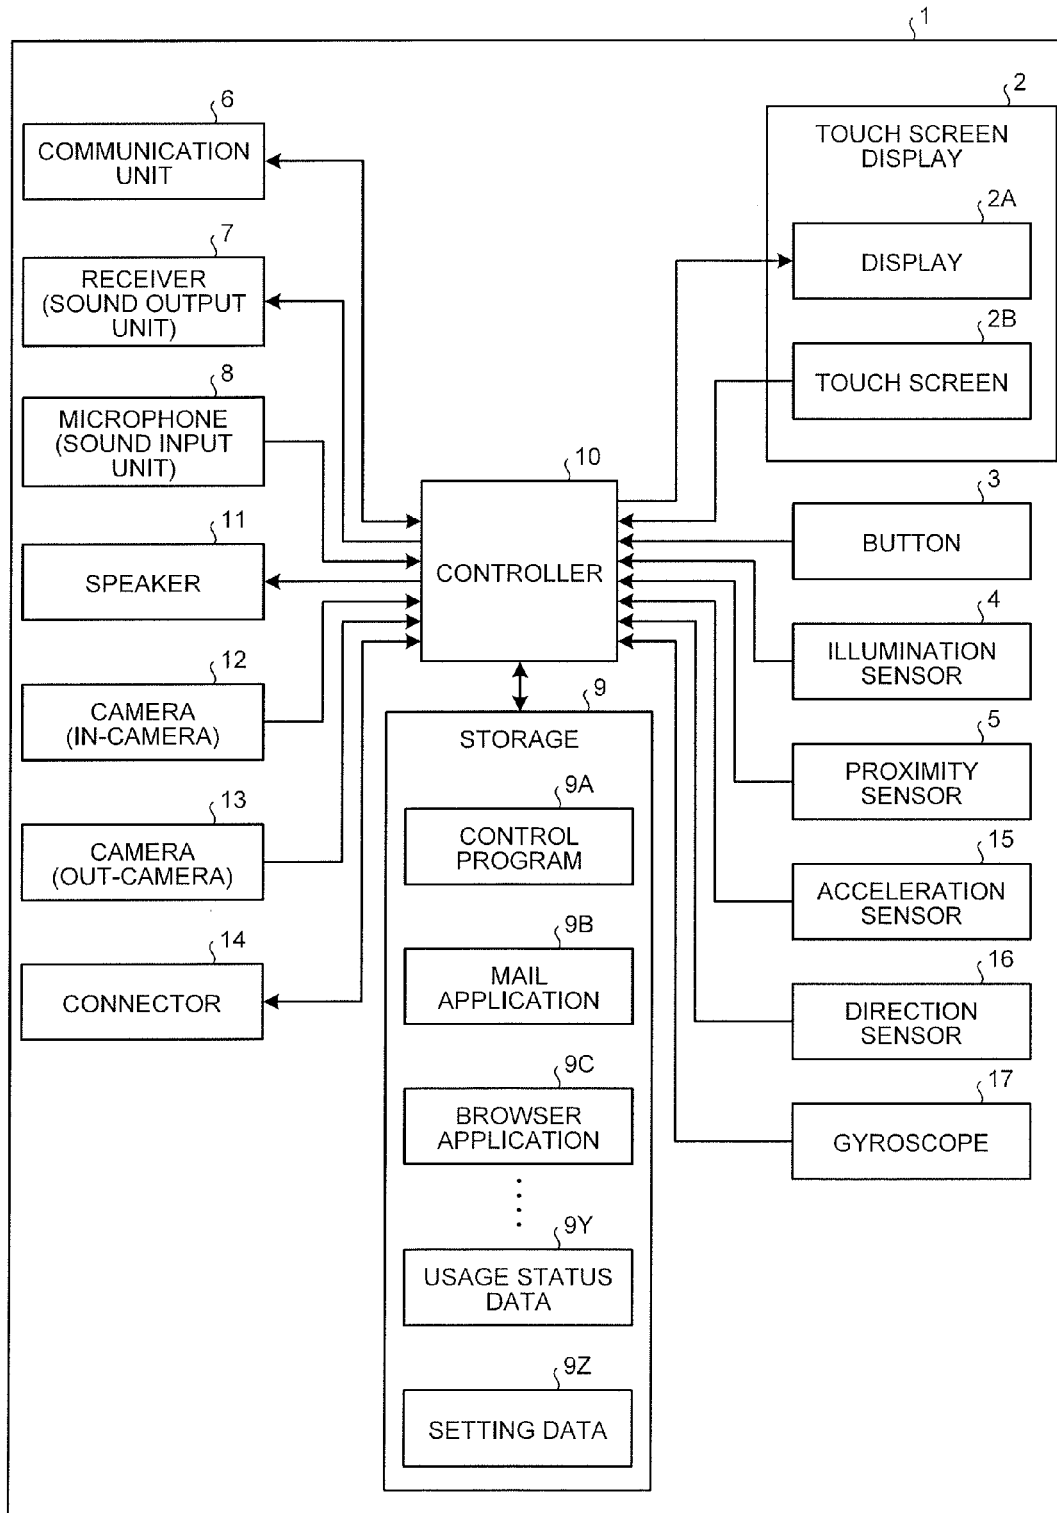 1
6
COMMUNICATION
UNIT
7
RECEIVER
(SOUND OUTPUT
UNIT)
8
MICROPHONE
(SOUND INPUT
UNIT)
11
SPEAKER
12
CAMERA
(IN-CAMERA)
13
CAMERA
(OUT-CAMERA)
14
CONNECTOR
10
CONTROLLER
9
STORAGE
9A
CONTROL
PROGRAM
9B
MAIL
APPLICATION
9C
BROWSER
APPLICATION
9Y
USAGE STATUS
DATA
9Z
SETTING DATA
2
TOUCH SCREEN
DISPLAY
2A
DISPLAY
2B
TOUCH SCREEN
3
BUTTON
4
ILLUMINATION
SENSOR
5
PROXIMITY
SENSOR
15
ACCELERATION
SENSOR
16
DIRECTION
SENSOR
17
GYROSCOPE